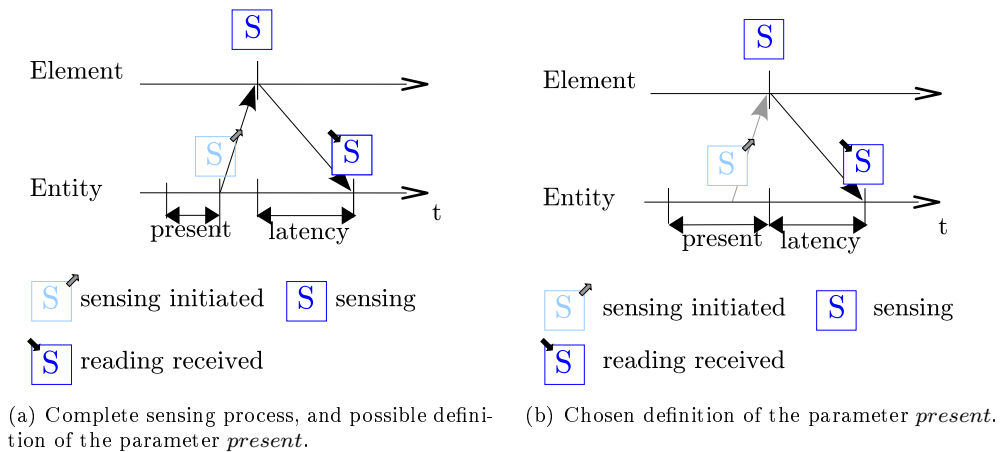 S
Element
S
S
Entity
t
present
latency
S sensing initiated
S sensing
S reading received
(a) Complete sensing process, and possible defini-
tion of the parameter present.
S
Element
S
S
Entity
t
present
latency
S sensing initiated
S sensing
S reading received
(b) Chosen definition of the parameter present.